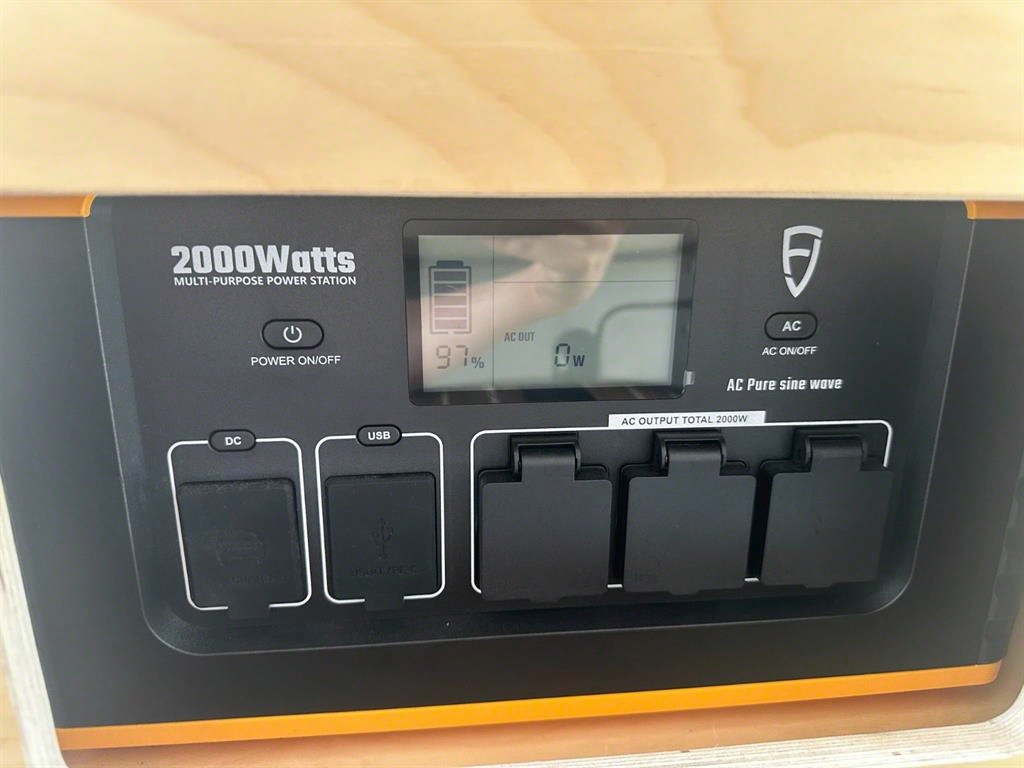 2000Watts
MULTI-PURPOSE POWER STATION
POWER ON/OFF
97%
AC OUT
0W
AC
AC ON/OFF
AC Pure sine wave
AC OUTPUT TOTAL 2000W
DC
USB